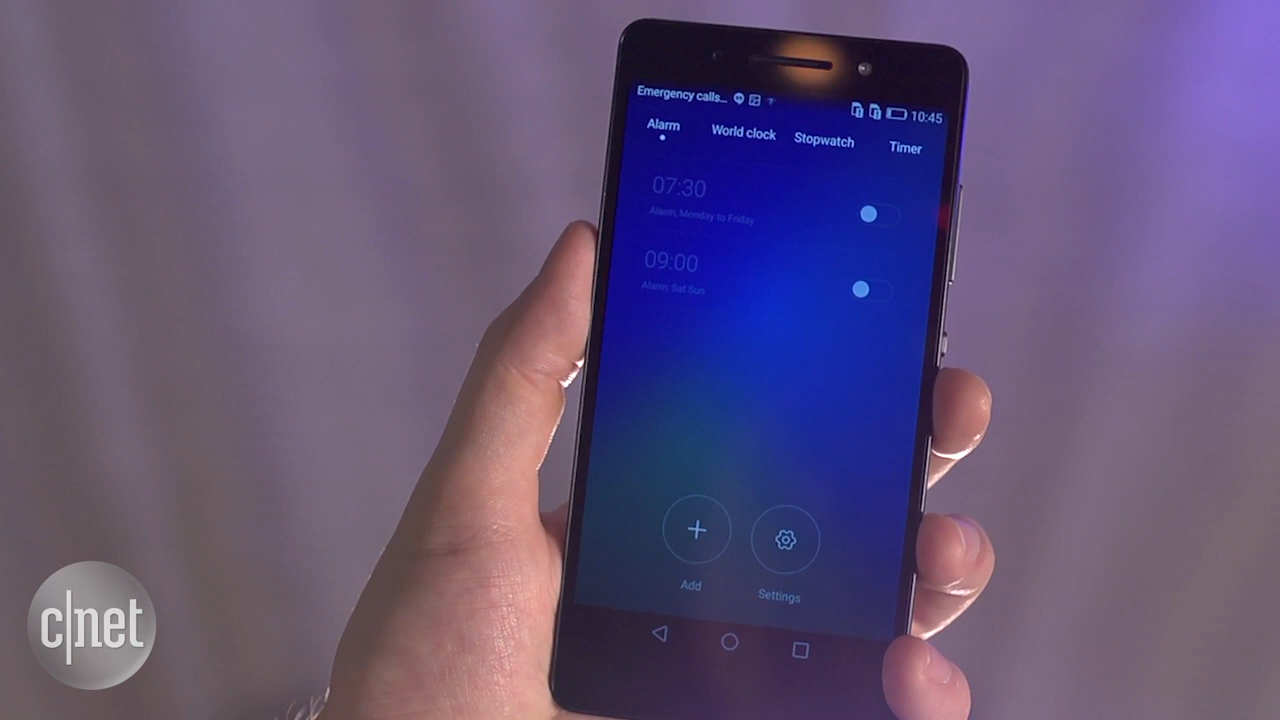 Emergency calls... 10:45
Alarm World clock Stopwatch Timer
07:30
Alarm, Monday to Friday
09:00
Alarm, Sat Sun
Add Settings
c|net